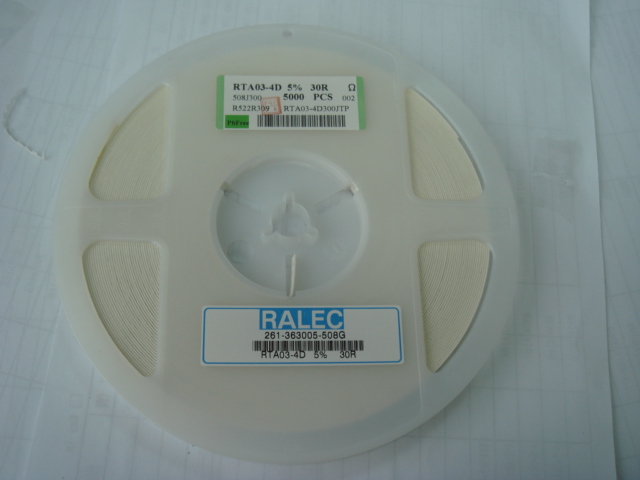 RTA03-4D 5% 30R Ω
508J300 5000 PCS 002
R522R309 RTA03-4D300JTP
PbFree
RALEC
261-363005-508G
RTA03-4D 5% 30R